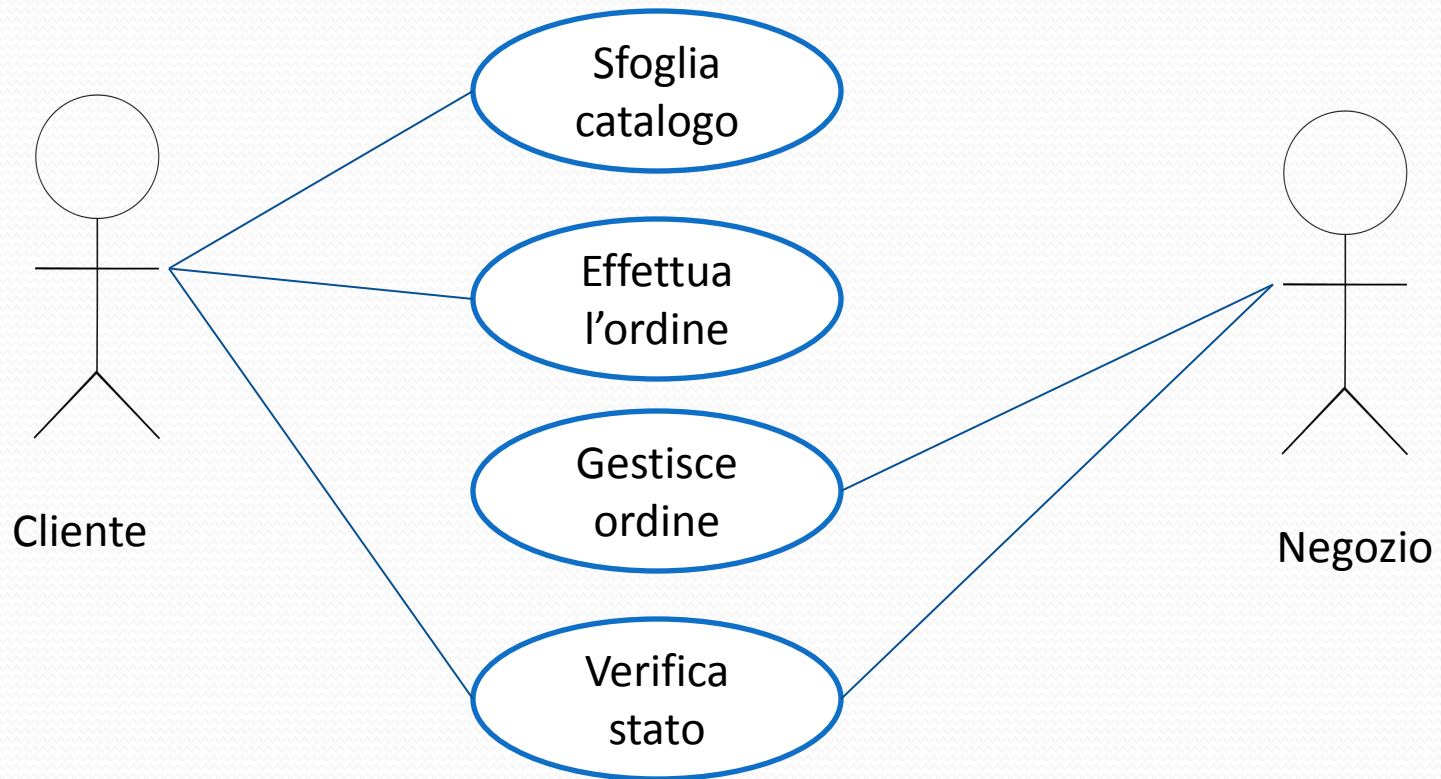 Sfoglia
catalogo
Effettua
l’ordine
Gestisce
ordine
Cliente
Negozio
Verifica
stato